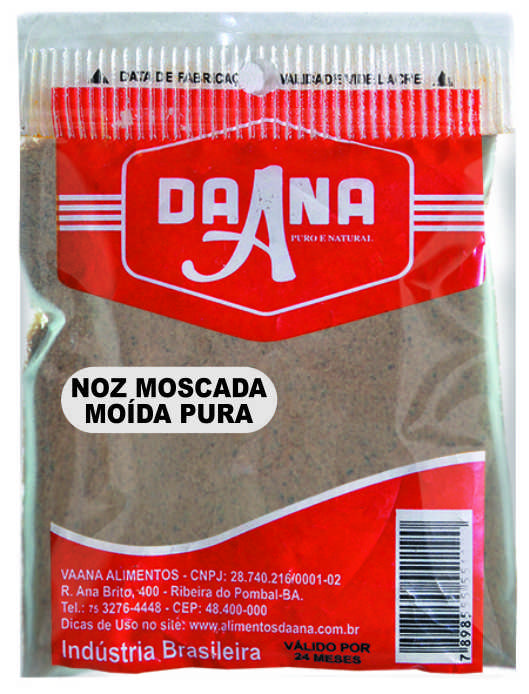 DATA DE FABRICAÇ VALIDADE VIDE LACRE
DAANA
PURO E NATURAL
NOZ MOSCADA
MOÍDA PURA
VAANA ALIMENTOS - CNPJ: 28.740.216/0001-02
R. Ana Brito, 400 - Ribeira do Pombal-BA.
Tel.: 75 3276-4448 - CEP: 48.400-000
Dicas de Uso no site: www.alimentosdaana.com.br
Indústria Brasileira
VÁLIDO POR
24 MESES